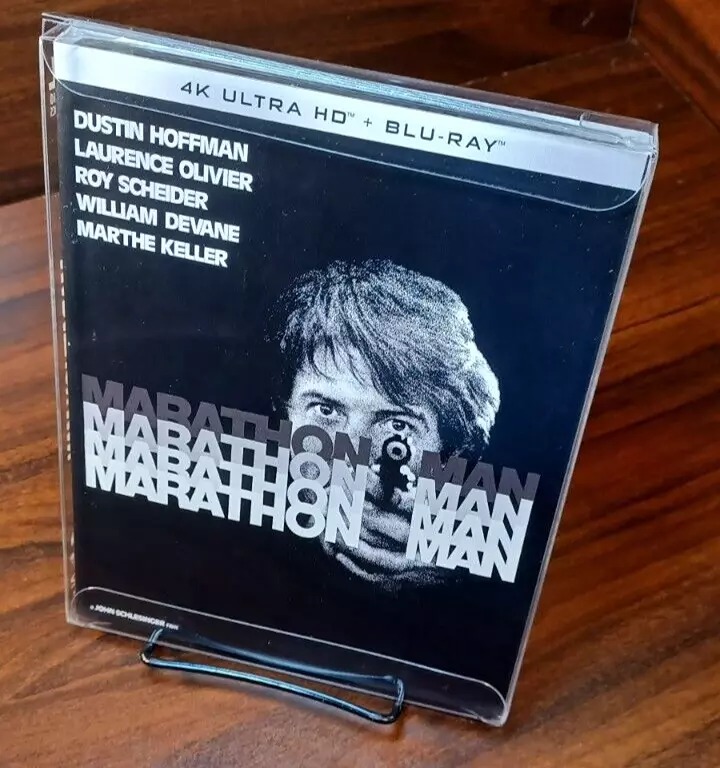 4K ULTRA HD™ + BLU-RAY™
DUSTIN HOFFMAN
LAURENCE OLIVIER
ROY SCHEIDER
WILLIAM DEVANE
MARTHE KELLER
MARATHON MAN
MARATHON MAN
MARATHON MAN
MARATHON MAN
A JOHN SCHLESINGER FILM